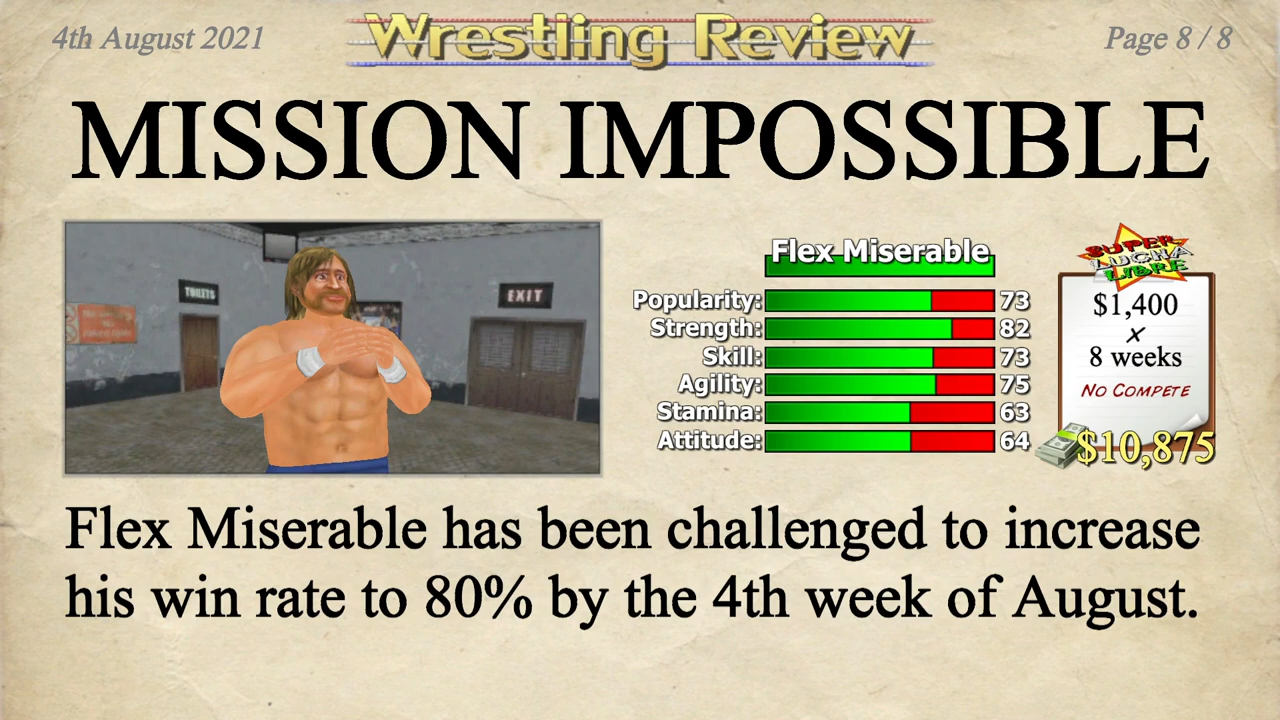 4th August 2021
Wrestling Review
Page 8 / 8
MISSION IMPOSSIBLE
TOILETS
EXIT
Flex Miserable
Popularity: 73
Strength: 82
Skill: 73
Agility: 75
Stamina: 63
Attitude: 64
SUPER
LUCHA
LIBRE
$1,400
x
8 weeks
NO COMPETE
$10,875
Flex Miserable has been challenged to increase
his win rate to 80% by the 4th week of August.